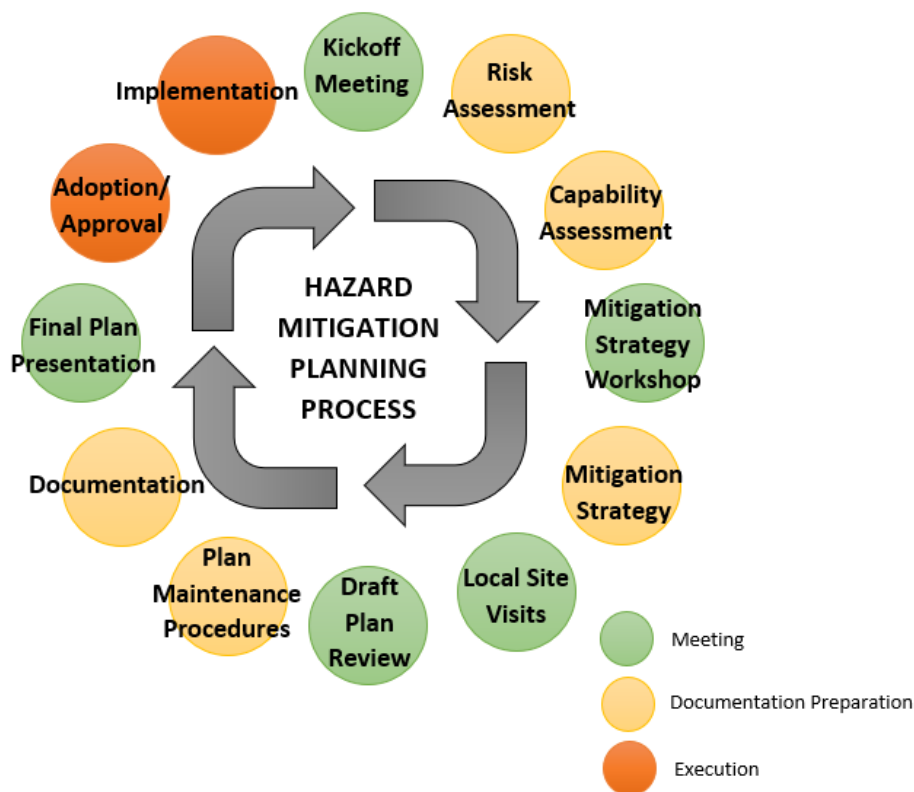 Kickoff
Meeting
Risk
Assessment
Capability
Assessment
Mitigation
Strategy
Workshop
Mitigation
Strategy
Local Site
Visits
Draft
Plan
Review
Plan
Maintenance
Procedures
Documentation
Final Plan
Presentation
Adoption/
Approval
Implementation
HAZARD
MITIGATION
PLANNING
PROCESS
Meeting
Documentation Preparation
Execution